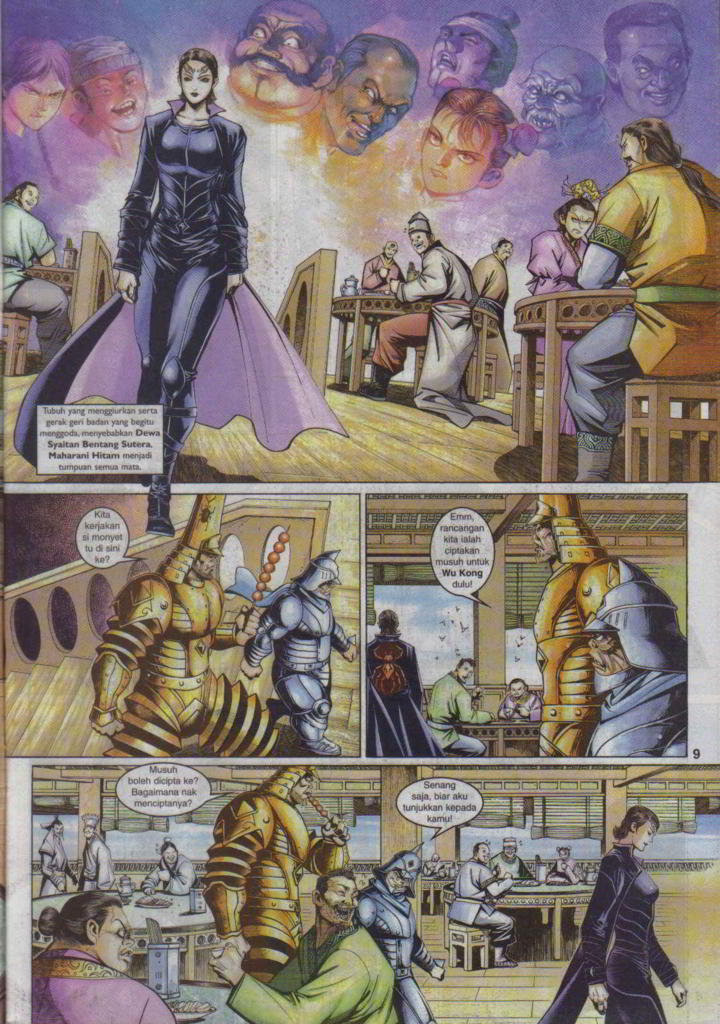 Tubuh yang menggiurkan serta
gerak geri badan yang begitu
menggoda, menyebabkan Dewa
Syaitan Bentang Sutera,
Maharani Hitam menjadi
tumpuan semua mata.
Kita
kerjakan
si monyet
tu di sini
ke?
Emm,
rancangan
kita ialah
ciptakan
musuh untuk
Wu Kong
dulu!
9
Musuh
boleh dicipta ke?
Bagaimana nak
menciptanya?
Senang
saja, biar aku
tunjukkan kepada
kamu!